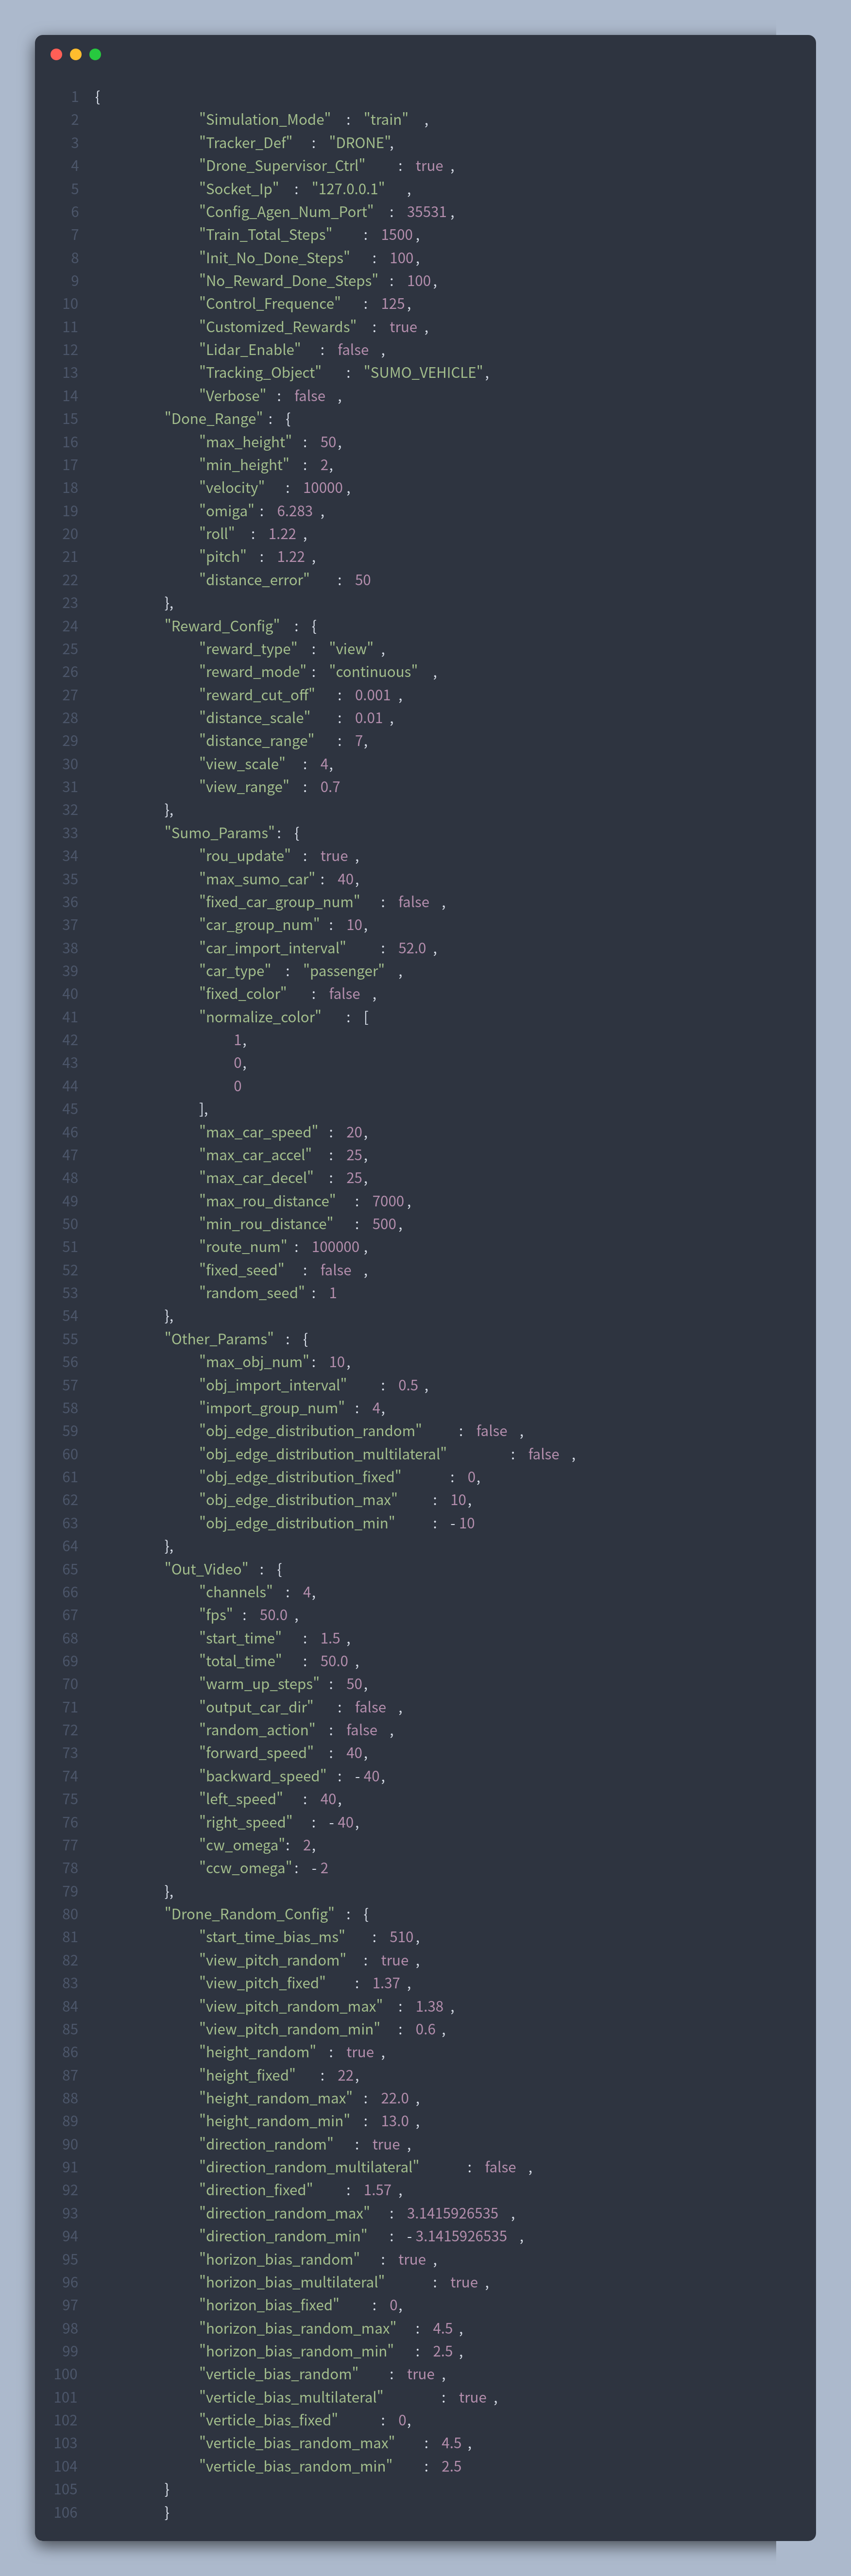 1 {
2 "Simulation_Mode" : "train" ,
3 "Tracker_Def" : "DRONE",
4 "Drone_Supervisor_Ctrl" : true ,
5 "Socket_Ip" : "127.0.0.1" ,
6 "Config_Agen_Num_Port" : 35531 ,
7 "Train_Total_Steps" : 1500 ,
8 "Init_No_Done_Steps" : 100,
9 "No_Reward_Done_Steps" : 100,
10 "Control_Frequence" : 125,
11 "Customized_Rewards" : true ,
12 "Lidar_Enable" : false ,
13 "Tracking_Object" : "SUMO_VEHICLE",
14 "Verbose" : false ,
15 "Done_Range" : {
16 "max_height" : 50,
17 "min_height" : 2,
18 "velocity" : 10000 ,
19 "omiga" : 6.283 ,
20 "roll" : 1.22 ,
21 "pitch" : 1.22 ,
22 "distance_error" : 50
23 },
24 "Reward_Config" : {
25 "reward_type" : "view" ,
26 "reward_mode" : "continuous" ,
27 "reward_cut_off" : 0.001 ,
28 "distance_scale" : 0.01 ,
29 "distance_range" : 7,
30 "view_scale" : 4,
31 "view_range" : 0.7
32 },
33 "Sumo_Params" : {
34 "rou_update" : true ,
35 "max_sumo_car" : 40,
36 "fixed_car_group_num" : false ,
37 "car_group_num" : 10,
38 "car_import_interval" : 52.0 ,
39 "car_type" : "passenger" ,
40 "fixed_color" : false ,
41 "normalize_color" : [
42 1,
43 0,
44 0
45 ],
46 "max_car_speed" : 20,
47 "max_car_accel" : 25,
48 "max_car_decel" : 25,
49 "max_rou_distance" : 7000 ,
50 "min_rou_distance" : 500,
51 "route_num" : 100000 ,
52 "fixed_seed" : false ,
53 "random_seed" : 1
54 },
55 "Other_Params" : {
56 "max_obj_num" : 10,
57 "obj_import_interval" : 0.5 ,
58 "import_group_num" : 4,
59 "obj_edge_distribution_random" : false ,
60 "obj_edge_distribution_multilateral" : false ,
61 "obj_edge_distribution_fixed" : 0,
62 "obj_edge_distribution_max" : 10,
63 "obj_edge_distribution_min" : - 10
64 },
65 "Out_Video" : {
66 "channels" : 4,
67 "fps" : 50.0 ,
68 "start_time" : 1.5 ,
69 "total_time" : 50.0 ,
70 "warm_up_steps" : 50,
71 "output_car_dir" : false ,
72 "random_action" : false ,
73 "forward_speed" : 40,
74 "backward_speed" : - 40,
75 "left_speed" : 40,
76 "right_speed" : - 40,
77 "cw_omega" : 2,
78 "ccw_omega" : - 2
79 },
80 "Drone_Random_Config" : {
81 "start_time_bias_ms" : 510,
82 "view_pitch_random" : true ,
83 "view_pitch_fixed" : 1.37 ,
84 "view_pitch_random_max" : 1.38 ,
85 "view_pitch_random_min" : 0.6 ,
86 "height_random" : true ,
87 "height_fixed" : 22,
88 "height_random_max" : 22.0 ,
89 "height_random_min" : 13.0 ,
90 "direction_random" : true ,
91 "direction_random_multilateral" : false ,
92 "direction_fixed" : 1.57 ,
93 "direction_random_max" : 3.1415926535 ,
94 "direction_random_min" : - 3.1415926535 ,
95 "horizon_bias_random" : true ,
96 "horizon_bias_multilateral" : true ,
97 "horizon_bias_fixed" : 0,
98 "horizon_bias_random_max" : 4.5 ,
99 "horizon_bias_random_min" : 2.5 ,
100 "verticle_bias_random" : true ,
101 "verticle_bias_multilateral" : true ,
102 "verticle_bias_fixed" : 0,
103 "verticle_bias_random_max" : 4.5 ,
104 "verticle_bias_random_min" : 2.5
105 }
106 }